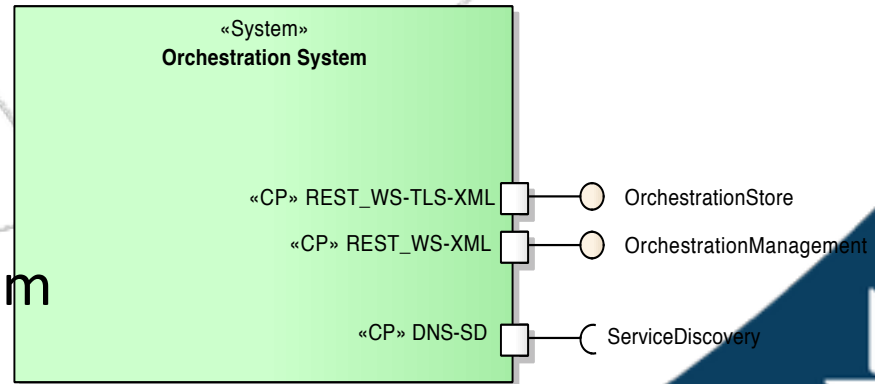 «System»
Orchestration System
«CP» REST_WS-TLS-XML
OrchestrationStore
«CP» REST_WS-XML
OrchestrationManagement
m
«CP» DNS-SD
ServiceDiscovery